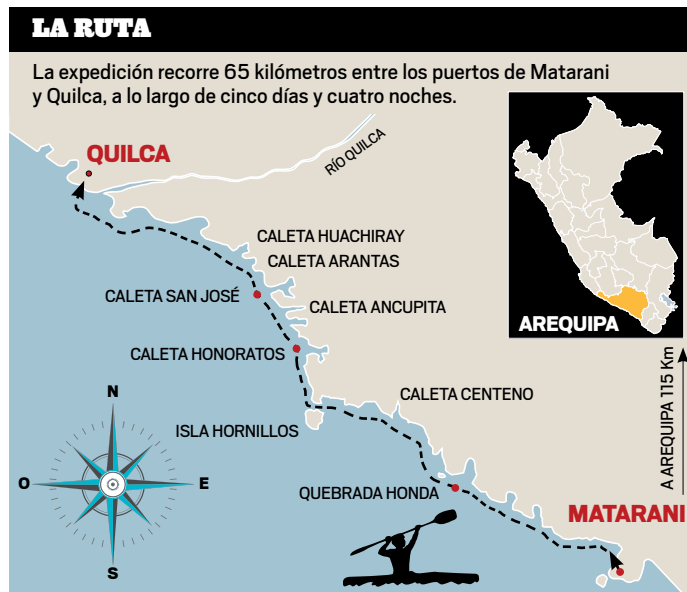 LA RUTA
La expedición recorre 65 kilómetros entre los puertos de Matarani
y Quilca, a lo largo de cinco días y cuatro noches.
QUILCA
RÍO QUILCA
CALETA HUACHIRAY
CALETA ARANTAS
CALETA SAN JOSÉ
CALETA ANCUPITA
AREQUIPA
CALETA HONORATOS
A AREQUIPA 115 Km
CALETA CENTENO
ISLA HORNILLOS
N
O
E
S
QUEBRADA HONDA
MATARANI